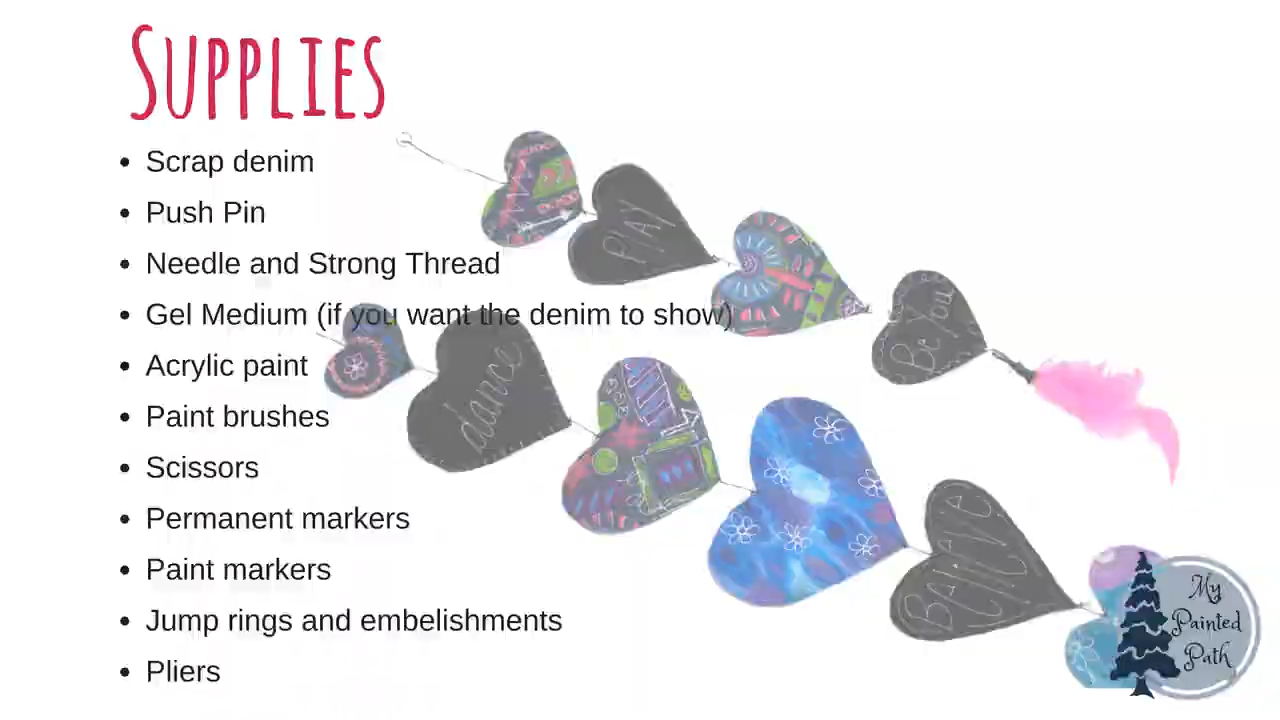 SUPPLIES
Scrap denim
Push Pin
Needle and Strong Thread
Gel Medium (if you want the denim to show)
Acrylic paint
Paint brushes
Scissors
Permanent markers
Paint markers
Jump rings and embelishments
Pliers
PLAY
Be You
dance
BELIEVE
My
Painted
Path